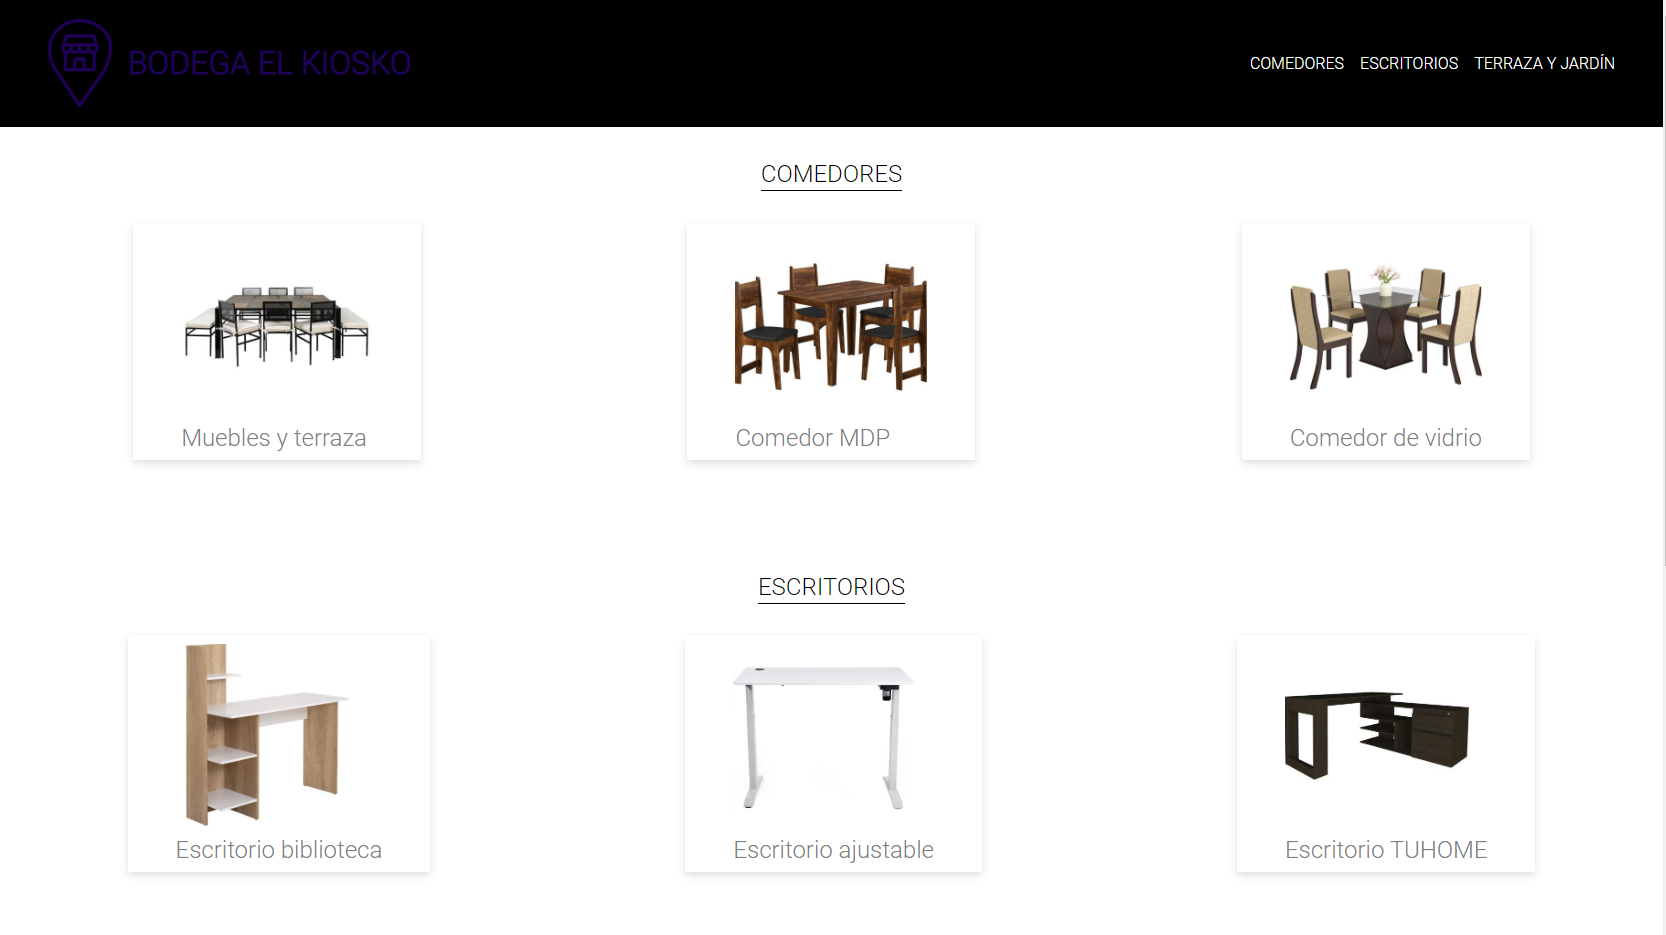 BODEGA EL KIOSKO
COMEDORES ESCRITORIOS TERRAZA Y JARDÍN
COMEDORES
Muebles y terraza
Comedor MDP
Comedor de vidrio
ESCRITORIOS
Escritorio biblioteca
Escritorio ajustable
Escritorio TUHOME